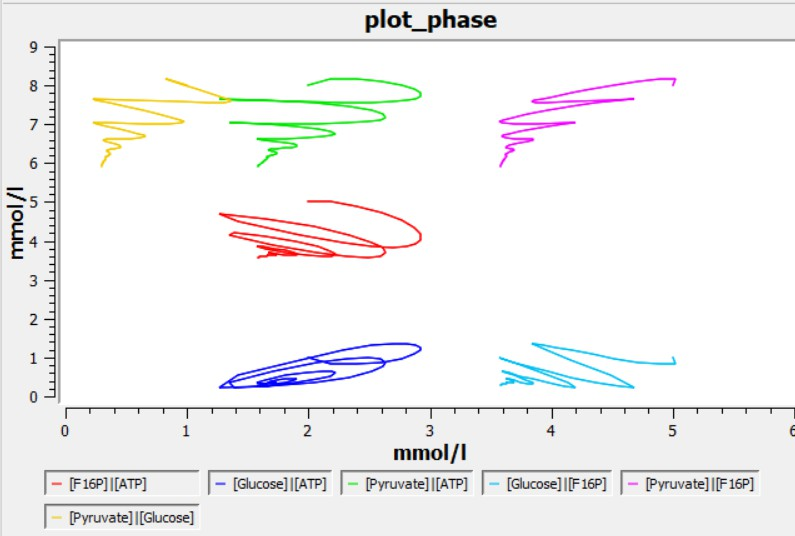 plot_phase
9
8
7
6
5
4
3
2
1
0
mmol/l
0 1 2 3 4 5 6
mmol/l
[F16P]|[ATP] [Glucose]|[ATP] [Pyruvate]|[ATP] [Glucose]|[F16P] [Pyruvate]|[F16P]
[Pyruvate]|[Glucose]